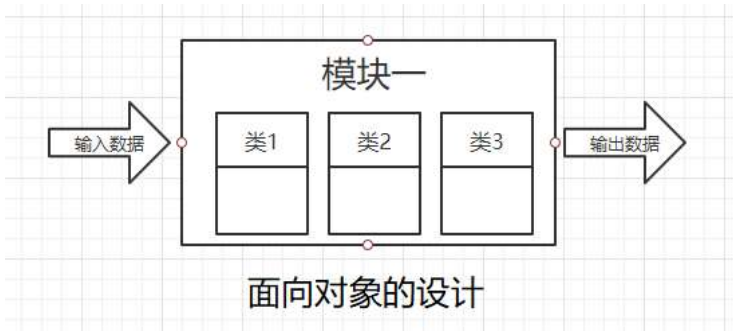 模块一
输入数据
类1
类2
类3
输出数据
面向对象的设计